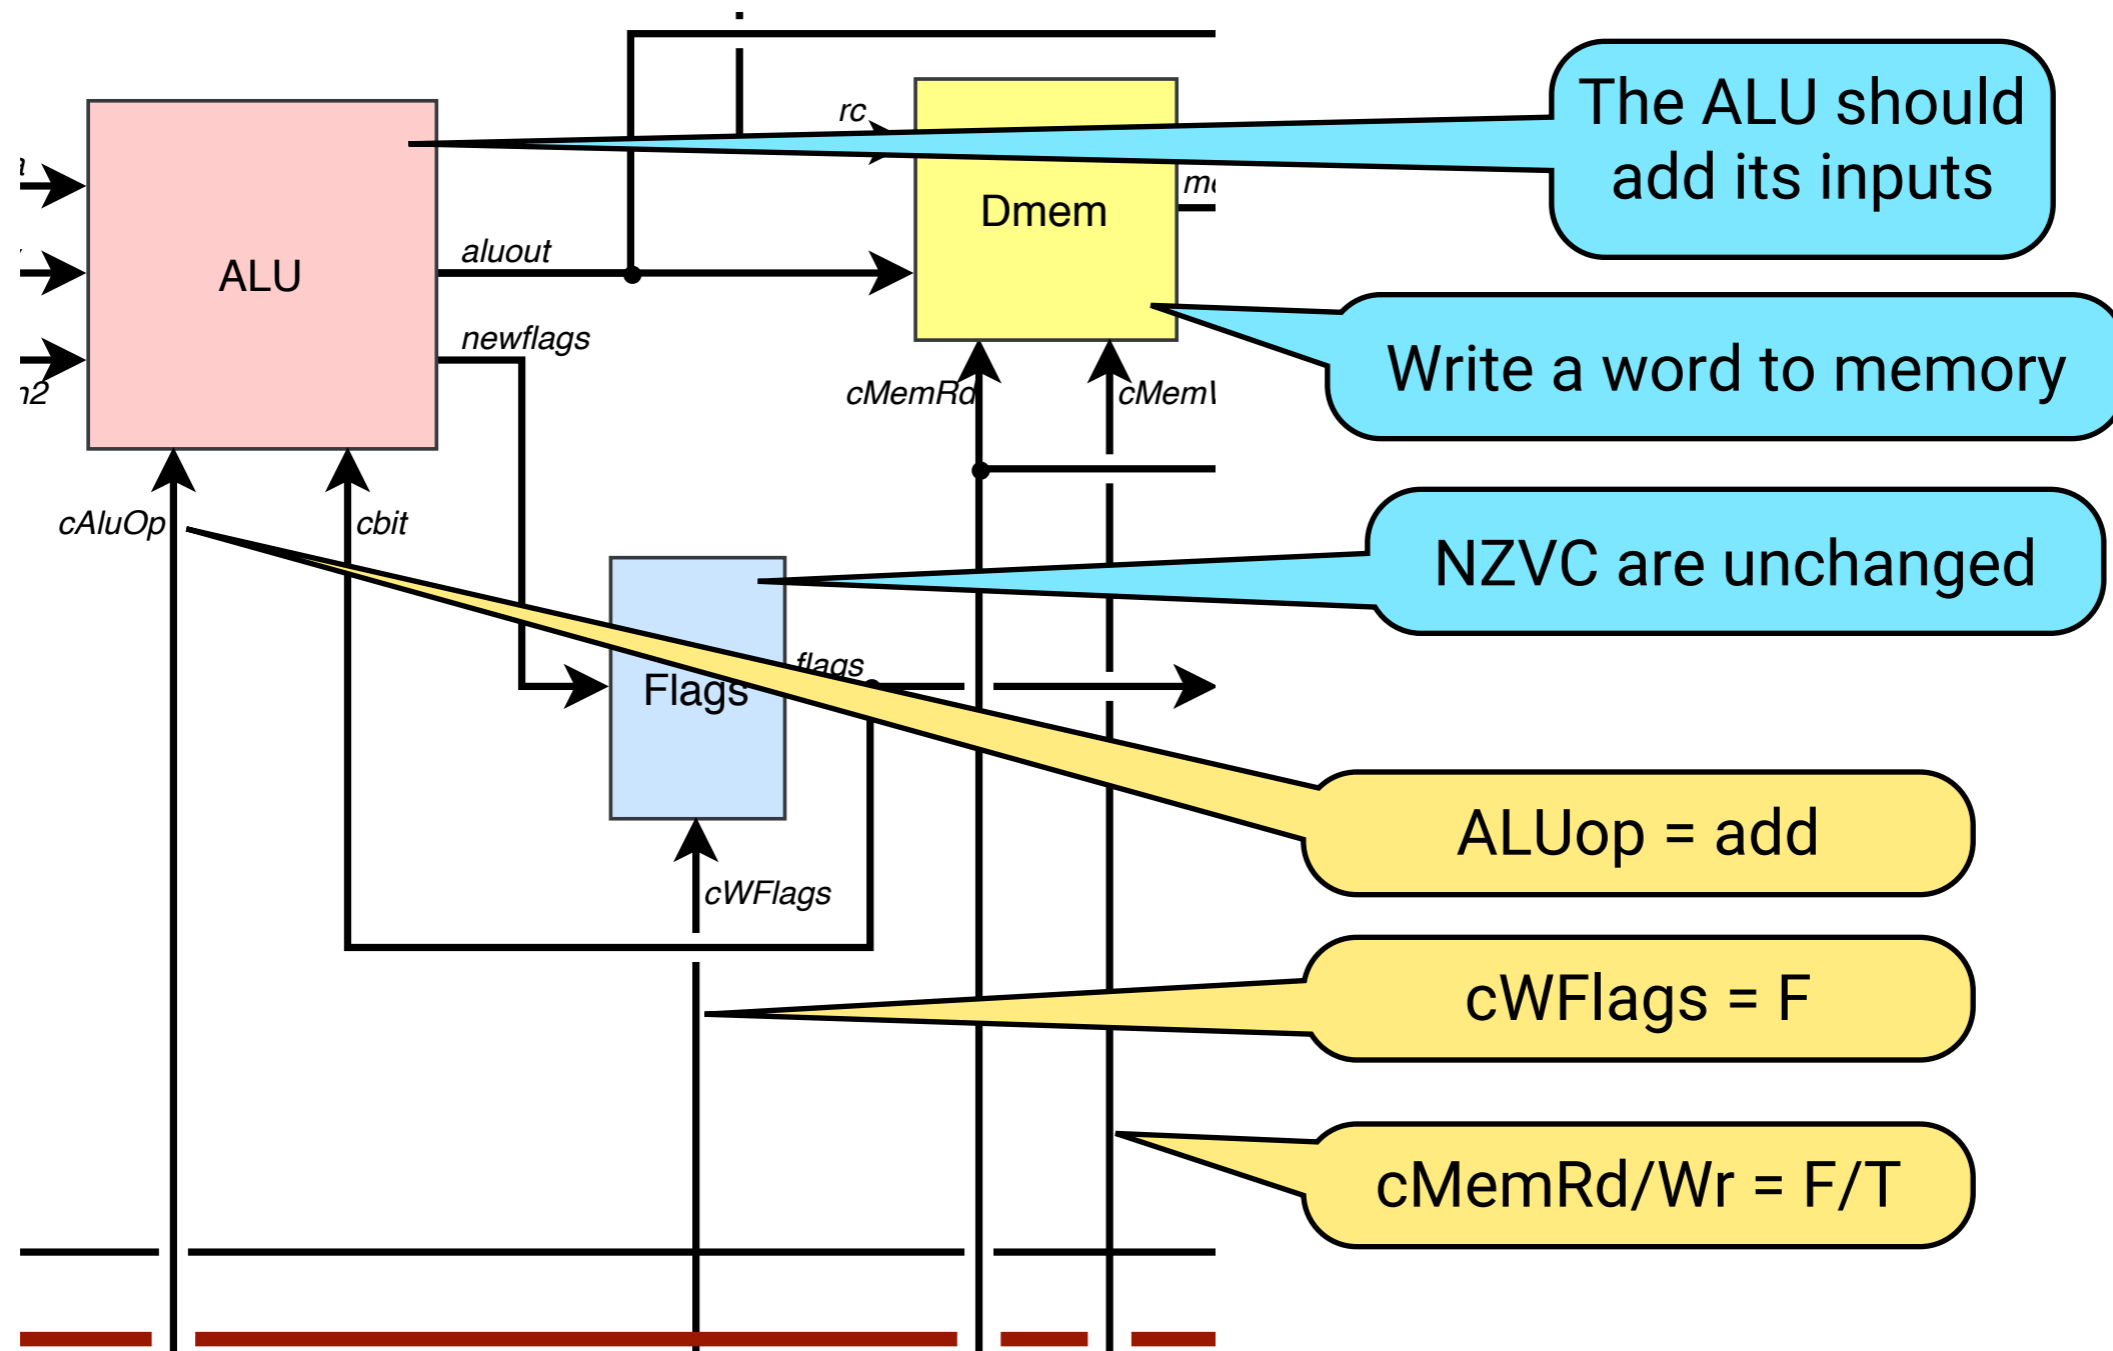 rc
The ALU should
add its inputs
Dmem
ALU
aluout
newflags
cMemRd
Write a word to memory
cAluOp
cbit
NZVC are unchanged
flags
Flags
ALUop = add
cWFlags
cWFlags = F
cMemRd/Wr = F/T